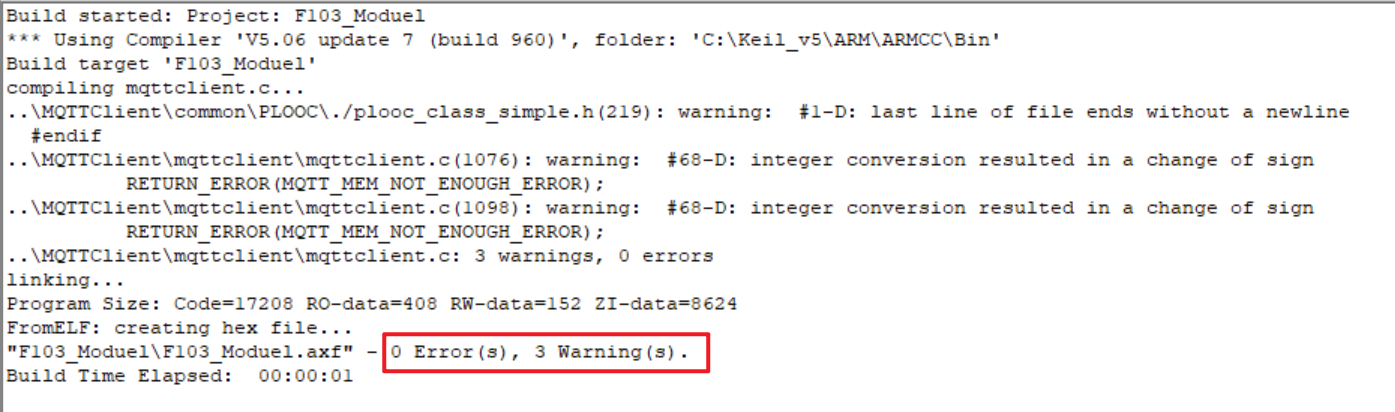 Build started: Project: F103_Moduel
*** Using Compiler 'V5.06 update 7 (build 960)', folder: 'C:\Keil_v5\ARM\ARMCC\Bin'
Build target 'F103_Moduel'
compiling mqttclient.c...
..\MQTTClient\common\PLOOC\./plooc_class_simple.h(219): warning:  #1-D: last line of file ends without a newline
  #endif
..\MQTTClient\mqttclient\mqttclient.c(1076): warning:  #68-D: integer conversion resulted in a change of sign
          RETURN_ERROR(MQTT_MEM_NOT_ENOUGH_ERROR);
..\MQTTClient\mqttclient\mqttclient.c(1098): warning:  #68-D: integer conversion resulted in a change of sign
          RETURN_ERROR(MQTT_MEM_NOT_ENOUGH_ERROR);
..\MQTTClient\mqttclient\mqttclient.c: 3 warnings, 0 errors
linking...
Program Size: Code=17208 RO-data=408 RW-data=152 ZI-data=8624
FromELF: creating hex file...
"F103_Moduel\F103_Moduel.axf" - 0 Error(s), 3 Warning(s).
Build Time Elapsed:  00:00:01